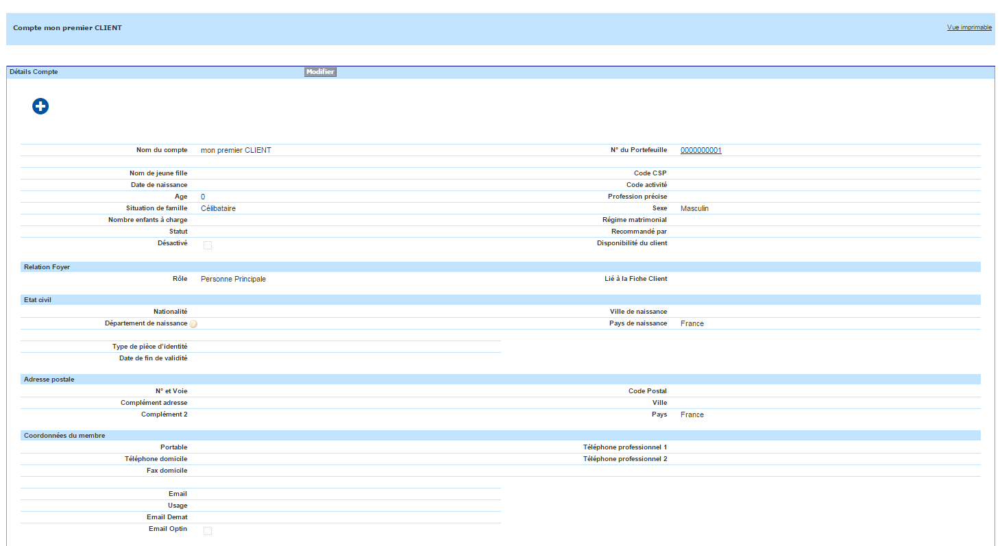 Compte mon premier CLIENT Vue imprimable
Détails Compte Modifier
Nom du compte mon premier CLIENT N° du Portefeuille 0000000001
Nom de jeune fille Code CSP
Date de naissance Code activité
Age 0 Profession précise
Situation de famille Célibataire Sexe Masculin
Nombre enfants à charge Régime matrimonial
Statut Recommandé par
Désactivé Disponibilité du client
Relation Foyer
Rôle Personne Principale Lié à la Fiche Client
Etat civil
Nationalité Ville de naissance
Département de naissance ? Pays de naissance France
Type de pièce d'identité
Date de fin de validité
Adresse postale
N° et Voie Code Postal
Complément adresse Ville
Complément 2 Pays France
Coordonnées du membre
Portable Téléphone professionnel 1
Téléphone domicile Téléphone professionnel 2
Fax domicile
Email
Usage
Email Demat
Email Optin